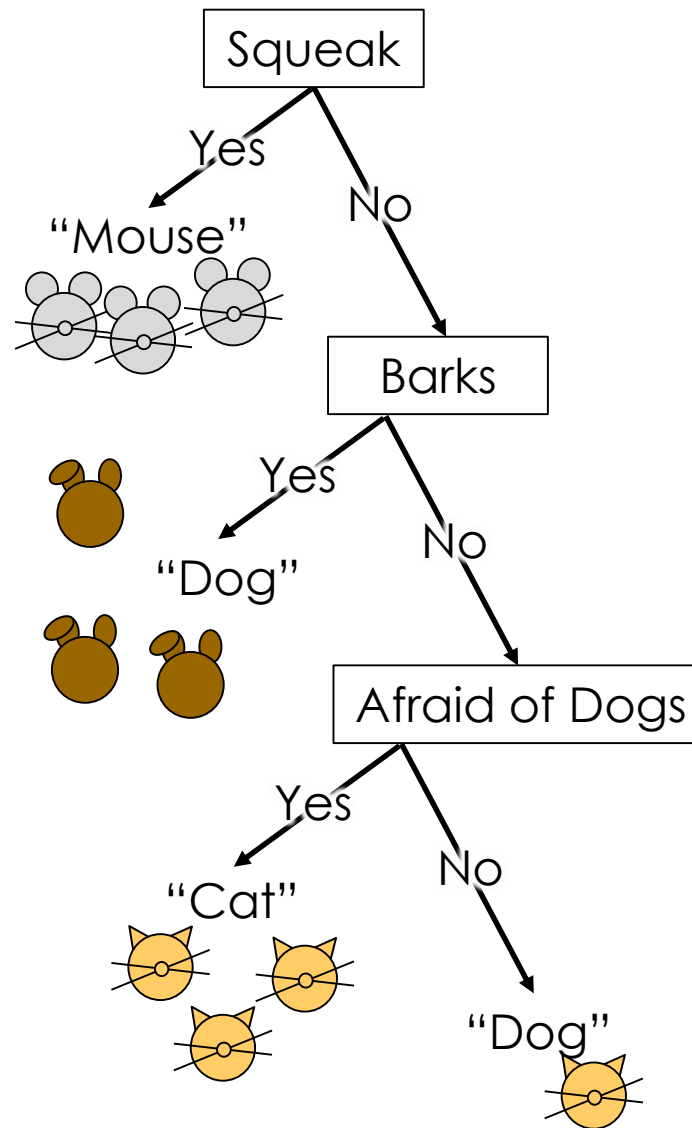 Squeak
Yes
No
“Mouse”
Barks
Yes
No
“Dog”
Afraid of Dogs
Yes
No
“Cat”
“Dog”